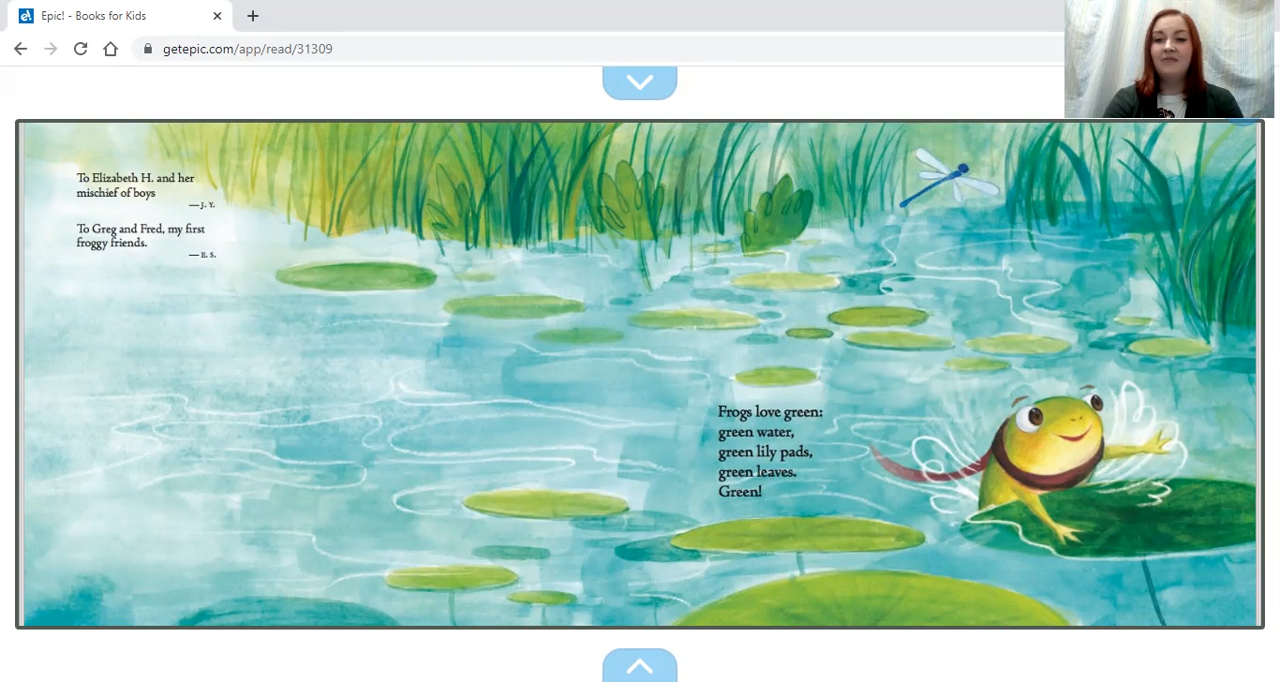 Epic! - Books for Kids
getepic.com/app/read/31309
To Elizabeth H. and her
mischief of boys
—J. Y.
To Greg and Fred, my first
froggy friends.
—E. S.
Frogs love green:
green water,
green lily pads,
green leaves.
Green!